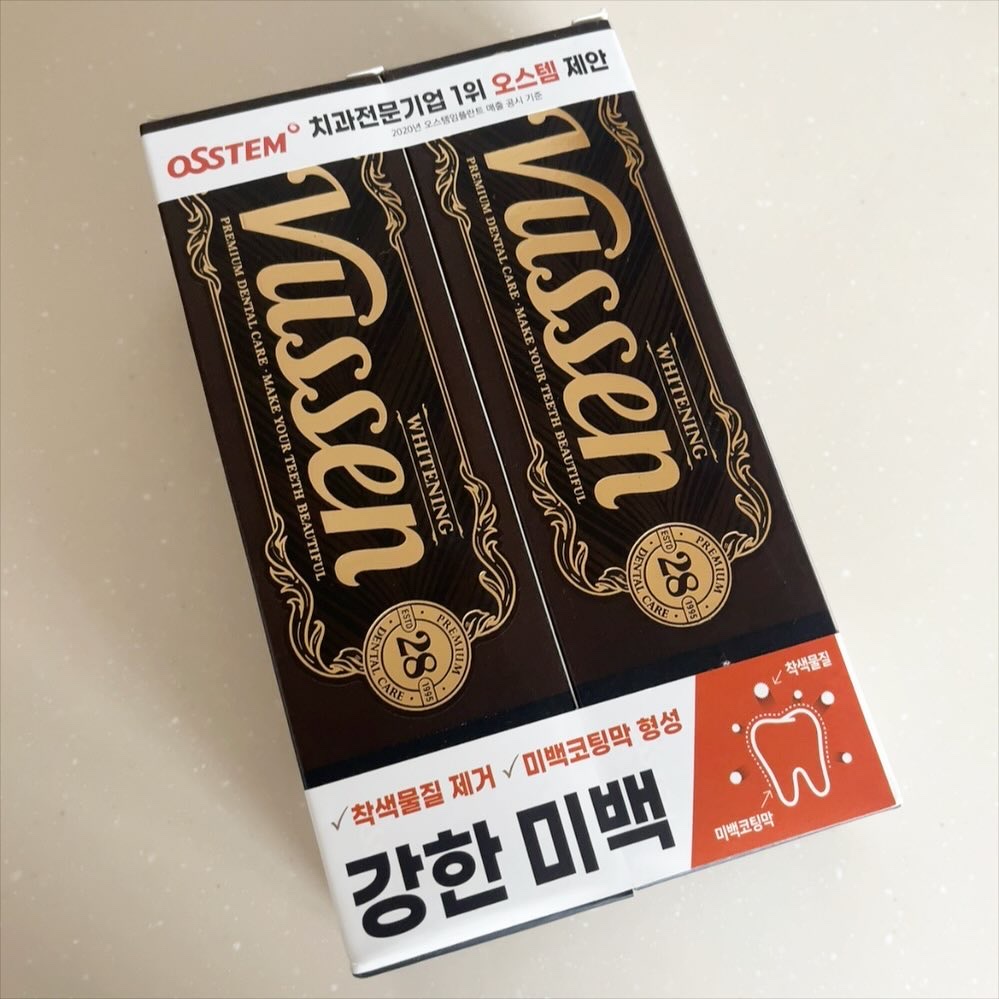 OSSTEM 치과전문기업 1위 오스템 제안
2020년 오스템임플란트 매출 공시 기준
Vussen
PREMIUM DENTAL CARE · MAKE YOUR TEETH BEAUTIFUL
WHITENING
PREMIUM
ESTD 28 1995
DENTAL CARE
Vussen
PREMIUM DENTAL CARE · MAKE YOUR TEETH BEAUTIFUL
WHITENING
PREMIUM
ESTD 28 1995
DENTAL CARE
✓착색물질 제거 ✓미백코팅막 형성
강한 미백
착색물질
미백코팅막